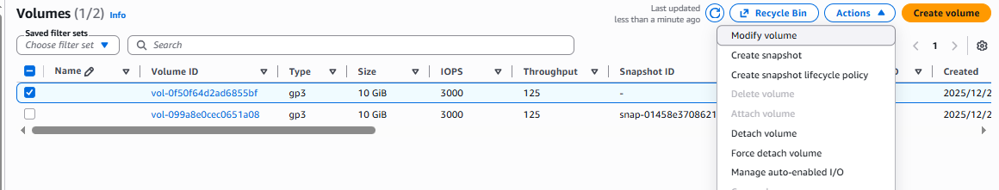 Volumes (1/2) Info
Last updated
less than a minute ago
Recycle Bin
Actions
Create volume
Saved filter sets
Choose filter set
Search
1
Name Volume ID Type Size IOPS Throughput Snapshot ID Created
vol-0f50f64d2ad6855bf gp3 10 GiB 3000 125 - 2025/12/2
vol-099a8e0cec0651a08 gp3 10 GiB 3000 125 snap-01458e3708621 2025/12/2
Modify volume
Create snapshot
Create snapshot lifecycle policy
Delete volume
Attach volume
Detach volume
Force detach volume
Manage auto-enabled I/O